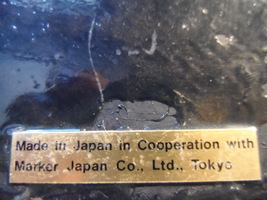 Made in Japan in Cooperation with
Marker Japan Co., Ltd., Tokyo